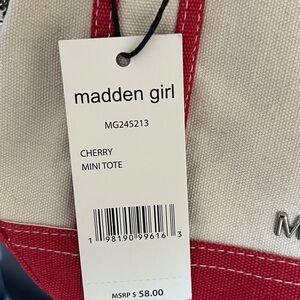 madden girl
MG245213
CHERRY
MINI TOTE
1 98190 99616 3
MSRP $ 58.00
M